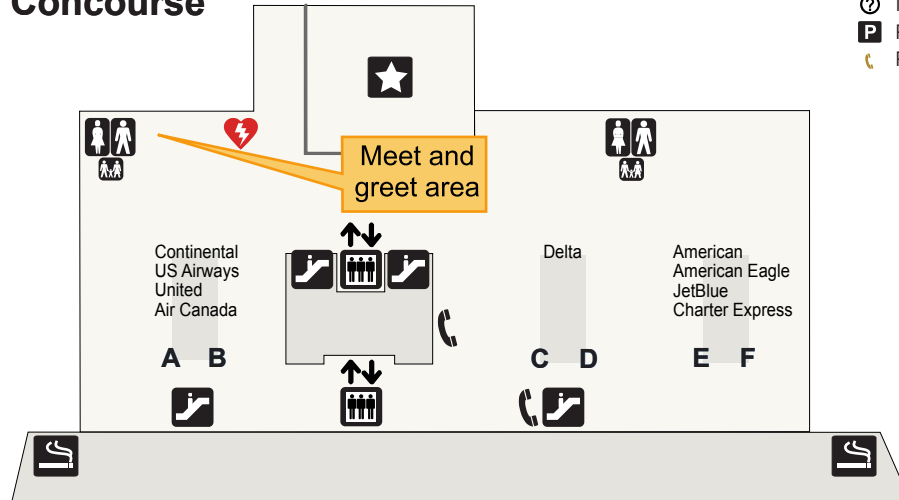 Concourse
P
Meet and
greet area
Continental
US Airways
United
Air Canada
Delta
American
American Eagle
JetBlue
Charter Express
A B
C D
E F